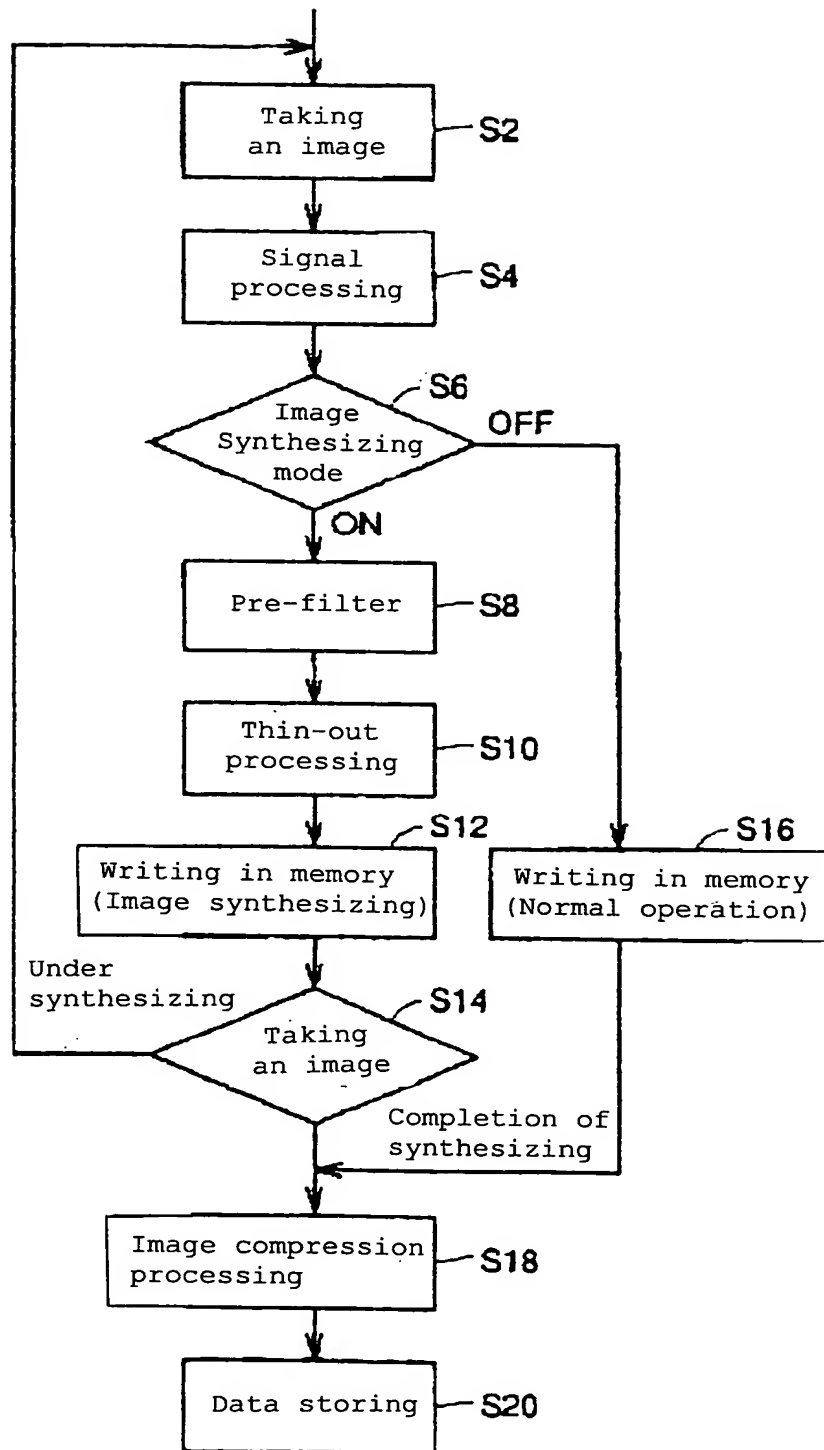 Taking
an image
S2
Signal
processing
S4
S6
Image
Synthesizing
mode
OFF
ON
Pre-filter
S8
Thin-out
processing
S10
S12
Writing in memory
(Image synthesizing)
S16
Writing in memory
(Normal operation)
Under
synthesizing
S14
Taking
an image
Completion of
synthesizing
Image compression
processing
S18
Data storing
S20